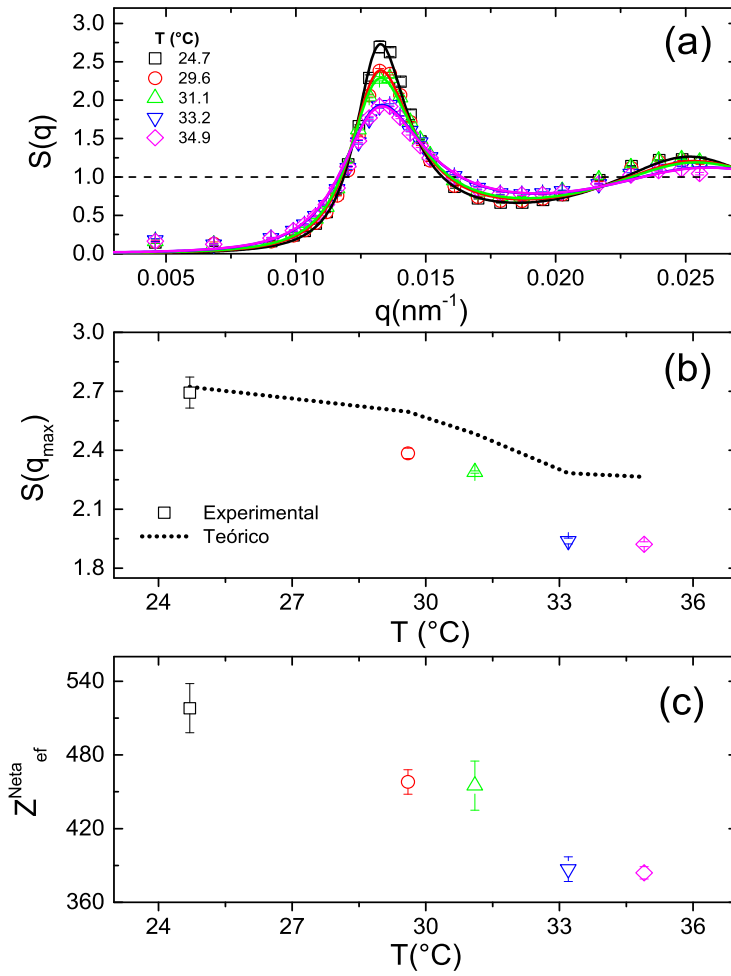 (a)
T (°C)
24.7
29.6
31.1
33.2
34.9
S(q)
3.0
2.5
2.0
1.5
1.0
0.5
0.0
0.005 0.010 0.015 0.020 0.025
q(nm⁻¹)
(b)
S(q_max)
3.0
2.7
2.4
2.1
1.8
Experimental
Teórico
24 27 30 33 36
T (°C)
(c)
Z^Neta_ef
540
480
420
360
24 27 30 33 36
T(°C)